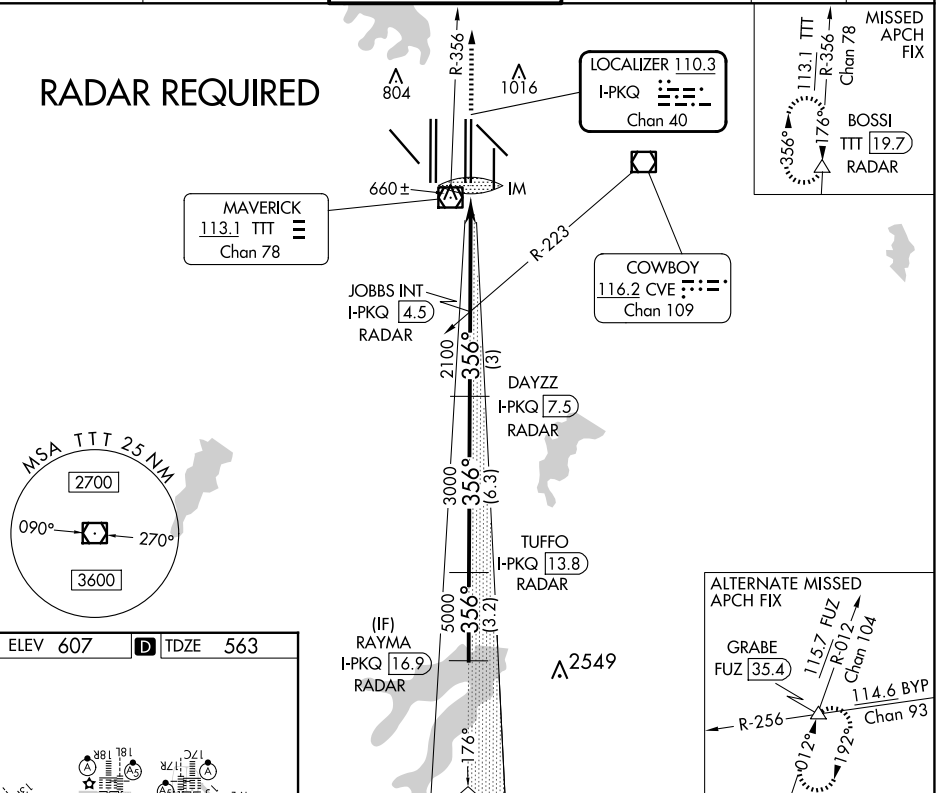 RADAR REQUIRED
804
R-356
1016
LOCALIZER 110.3
I-PKQ
Chan 40
MISSED
APCH
FIX
113.1 TTT
R-356
Chan 78
356°
176°
BOSSI
TTT 19.7
RADAR
660 ±
IM
MAVERICK
113.1 TTT
Chan 78
R-223
COWBOY
116.2 CVE
Chan 109
JOBBS INT
I-PKQ 4.5
RADAR
2100
356°
(3)
DAYZZ
I-PKQ 7.5
RADAR
MSA TTT 25 NM
2700
090°
270°
3600
3000
356°
(6.3)
TUFFO
I-PKQ 13.8
RADAR
5000
356°
(3.2)
(IF)
RAYMA
I-PKQ 16.9
RADAR
2549
176°
ALTERNATE MISSED
APCH FIX
GRABE
FUZ 35.4
115.7 FUZ
R-012
Chan 104
114.6 BYP
Chan 93
R-256
012°
192°
ELEV 607
D TDZE 563
18R
18L
17R
17C
A
A5
A